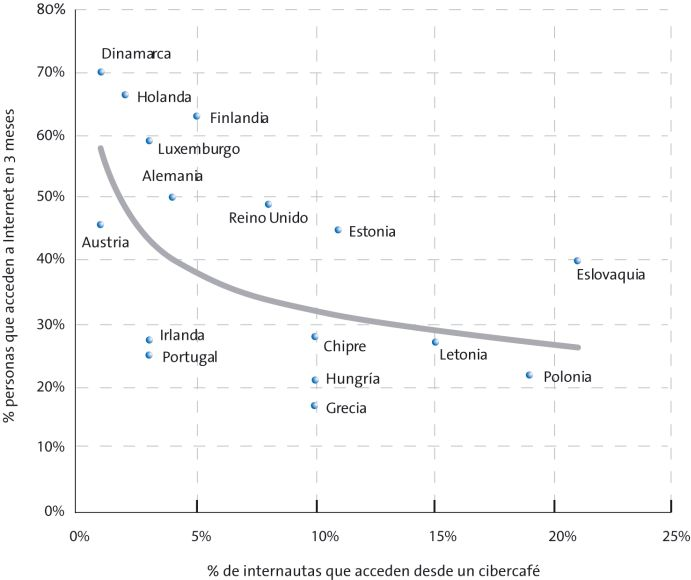 80%
Dinamarca
70%
Holanda
Finlandia
60%
Luxemburgo
Alemania
50%
Reino Unido
Estonia
Austria
40%
Eslovaquia
30%
Irlanda
Chipre
Portugal
Letonia
Hungría
Polonia
20%
Grecia
10%
0%
% personas que acceden a Internet en 3 meses
0% 5% 10% 15% 20% 25%
% de internautas que acceden desde un cibercafé